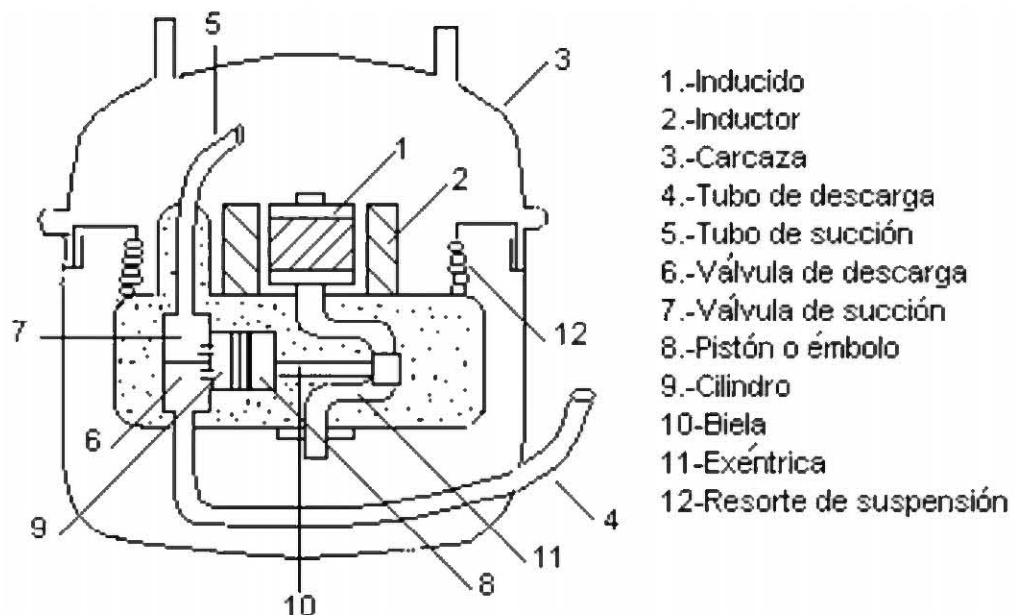 5
3
1
2
7
12
6
9
4
11
8
10
1.-Inducido
2.-Inductor
3.-Carcaza
4.-Tubo de descarga
5.-Tubo de succión
6.-Válvula de descarga
7.-Válvula de succión
8.-Pistón o émbolo
9.-Cilindro
10-Biela
11-Exéntrica
12-Resorte de suspensión